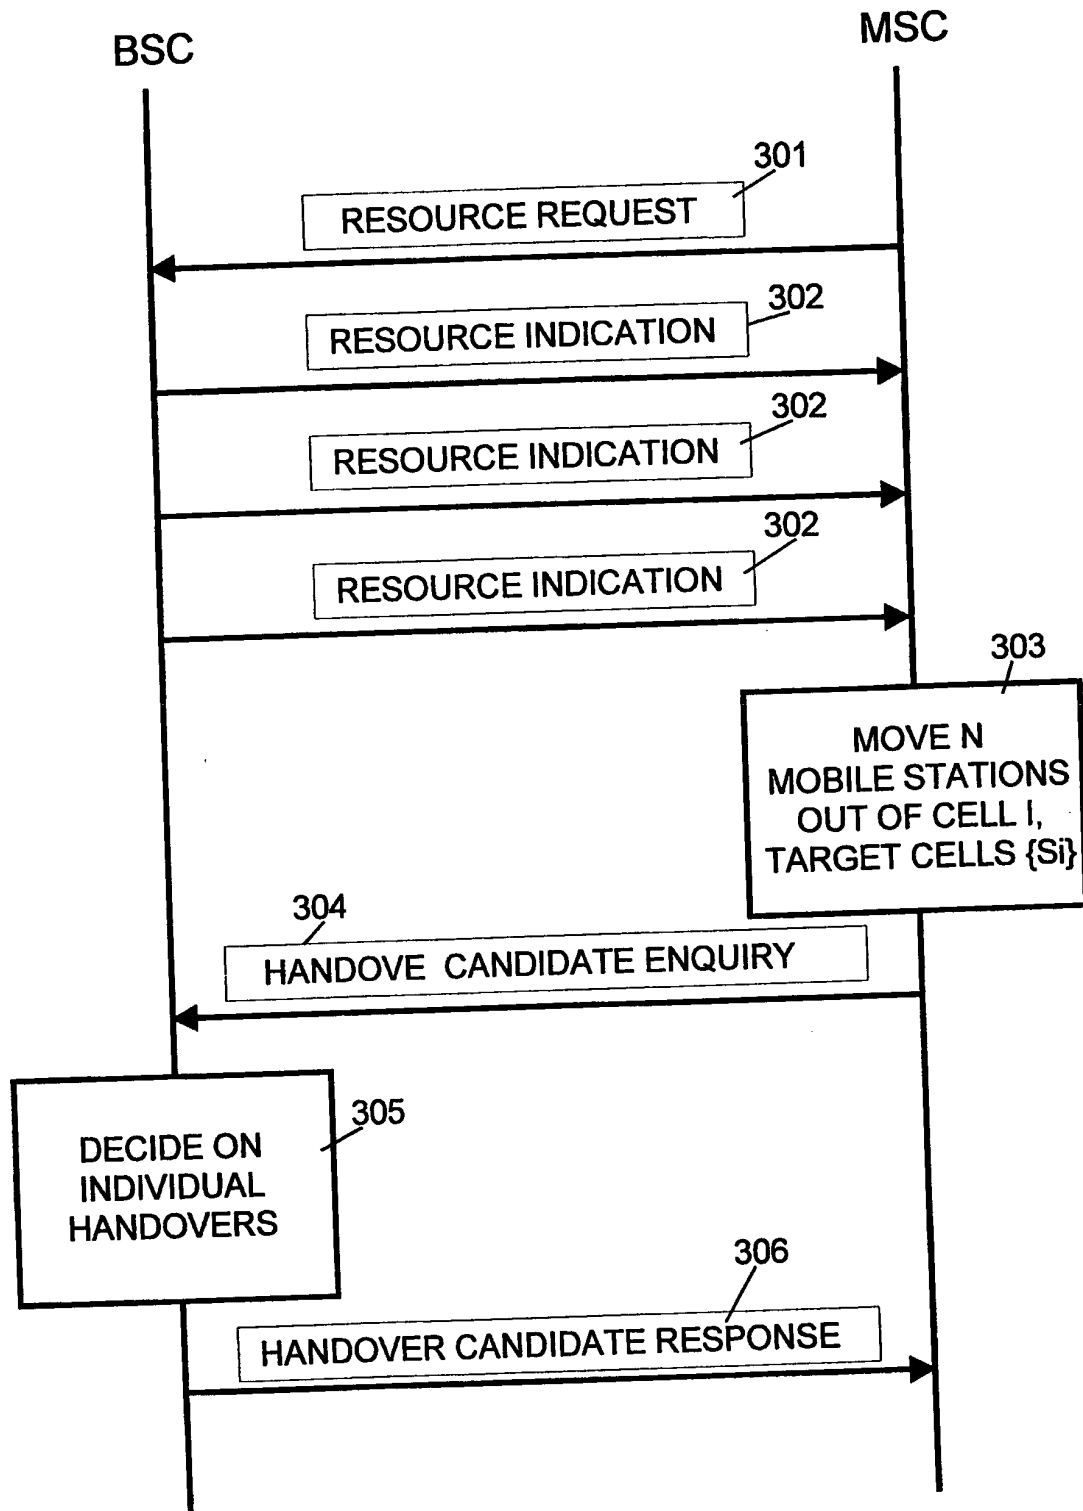 BSC
MSC
301
RESOURCE REQUEST
302
RESOURCE INDICATION
302
RESOURCE INDICATION
302
RESOURCE INDICATION
303
MOVE N
MOBILE STATIONS
OUT OF CELL I,
TARGET CELLS {Si}
304
HANDOVE CANDIDATE ENQUIRY
305
DECIDE ON
INDIVIDUAL
HANDOVERS
306
HANDOVER CANDIDATE RESPONSE